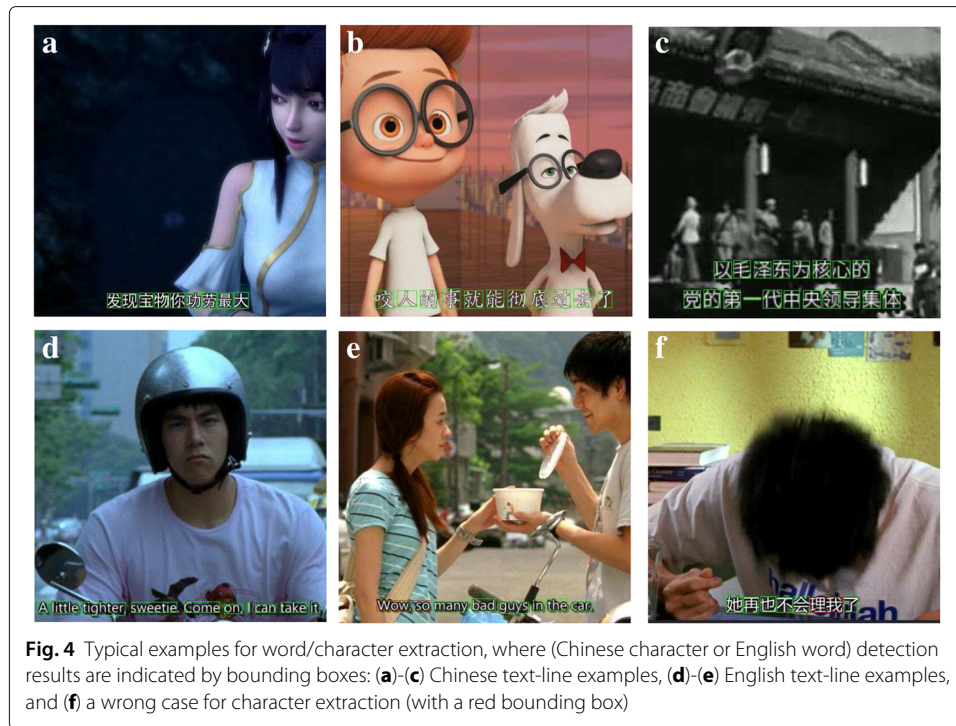 a
发现宝物你功劳最大
b
咬人的事就能彻底过去了
c
以毛泽东为核心的
党的第一代中央领导集体
d
A little tighter, sweetie. Come on, I can take it
e
Wow, so many bad guys in the car.
f
她再也不会理我了
Fig. 4 Typical examples for word/character extraction, where (Chinese character or English word) detection
results are indicated by bounding boxes: (a)-(c) Chinese text-line examples, (d)-(e) English text-line examples,
and (f) a wrong case for character extraction (with a red bounding box)